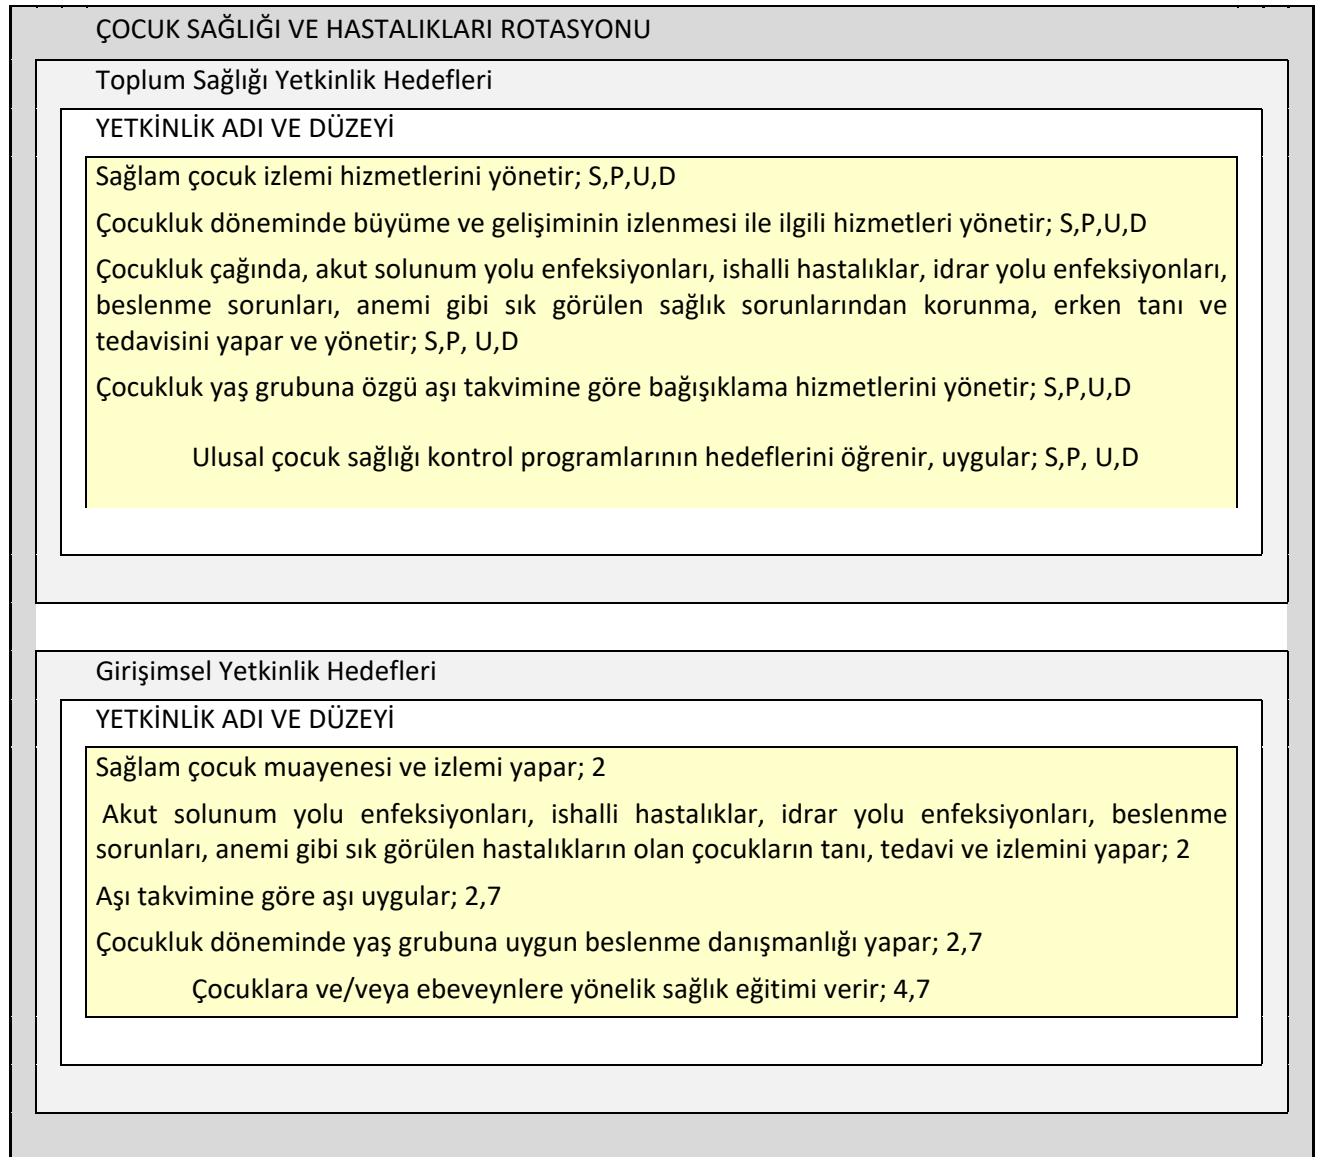 ÇOCUK SAĞLIĞI VE HASTALIKLARI ROTASYONU
Toplum Sağlığı Yetkinlik Hedefleri
YETKİNLİK ADI VE DÜZEYİ
Sağlam çocuk izlemi hizmetlerini yönetir; S,P,U,D
Çocukluk döneminde büyüme ve gelişiminin izlenmesi ile ilgili hizmetleri yönetir; S,P,U,D
Çocukluk çağında, akut solunum yolu enfeksiyonları, ishalli hastalıklar, idrar yolu enfeksiyonları,
beslenme sorunları, anemi gibi sık görülen sağlık sorunlarından korunma, erken tanı ve
tedavisini yapar ve yönetir; S,P, U,D
Çocukluk yaş grubuna özgü aşı takvimine göre bağışıklama hizmetlerini yönetir; S,P,U,D
Ulusal çocuk sağlığı kontrol programlarının hedeflerini öğrenir, uygular; S,P, U,D
Girişimsel Yetkinlik Hedefleri
YETKİNLİK ADI VE DÜZEYİ
Sağlam çocuk muayenesi ve izlemi yapar; 2
Akut solunum yolu enfeksiyonları, ishalli hastalıklar, idrar yolu enfeksiyonları, beslenme
sorunları, anemi gibi sık görülen hastalıkların olan çocukların tanı, tedavi ve izlemini yapar; 2
Aşı takvimine göre aşı uygular; 2,7
Çocukluk döneminde yaş grubuna uygun beslenme danışmanlığı yapar; 2,7
Çocuklara ve/veya ebeveynlere yönelik sağlık eğitimi verir; 4,7